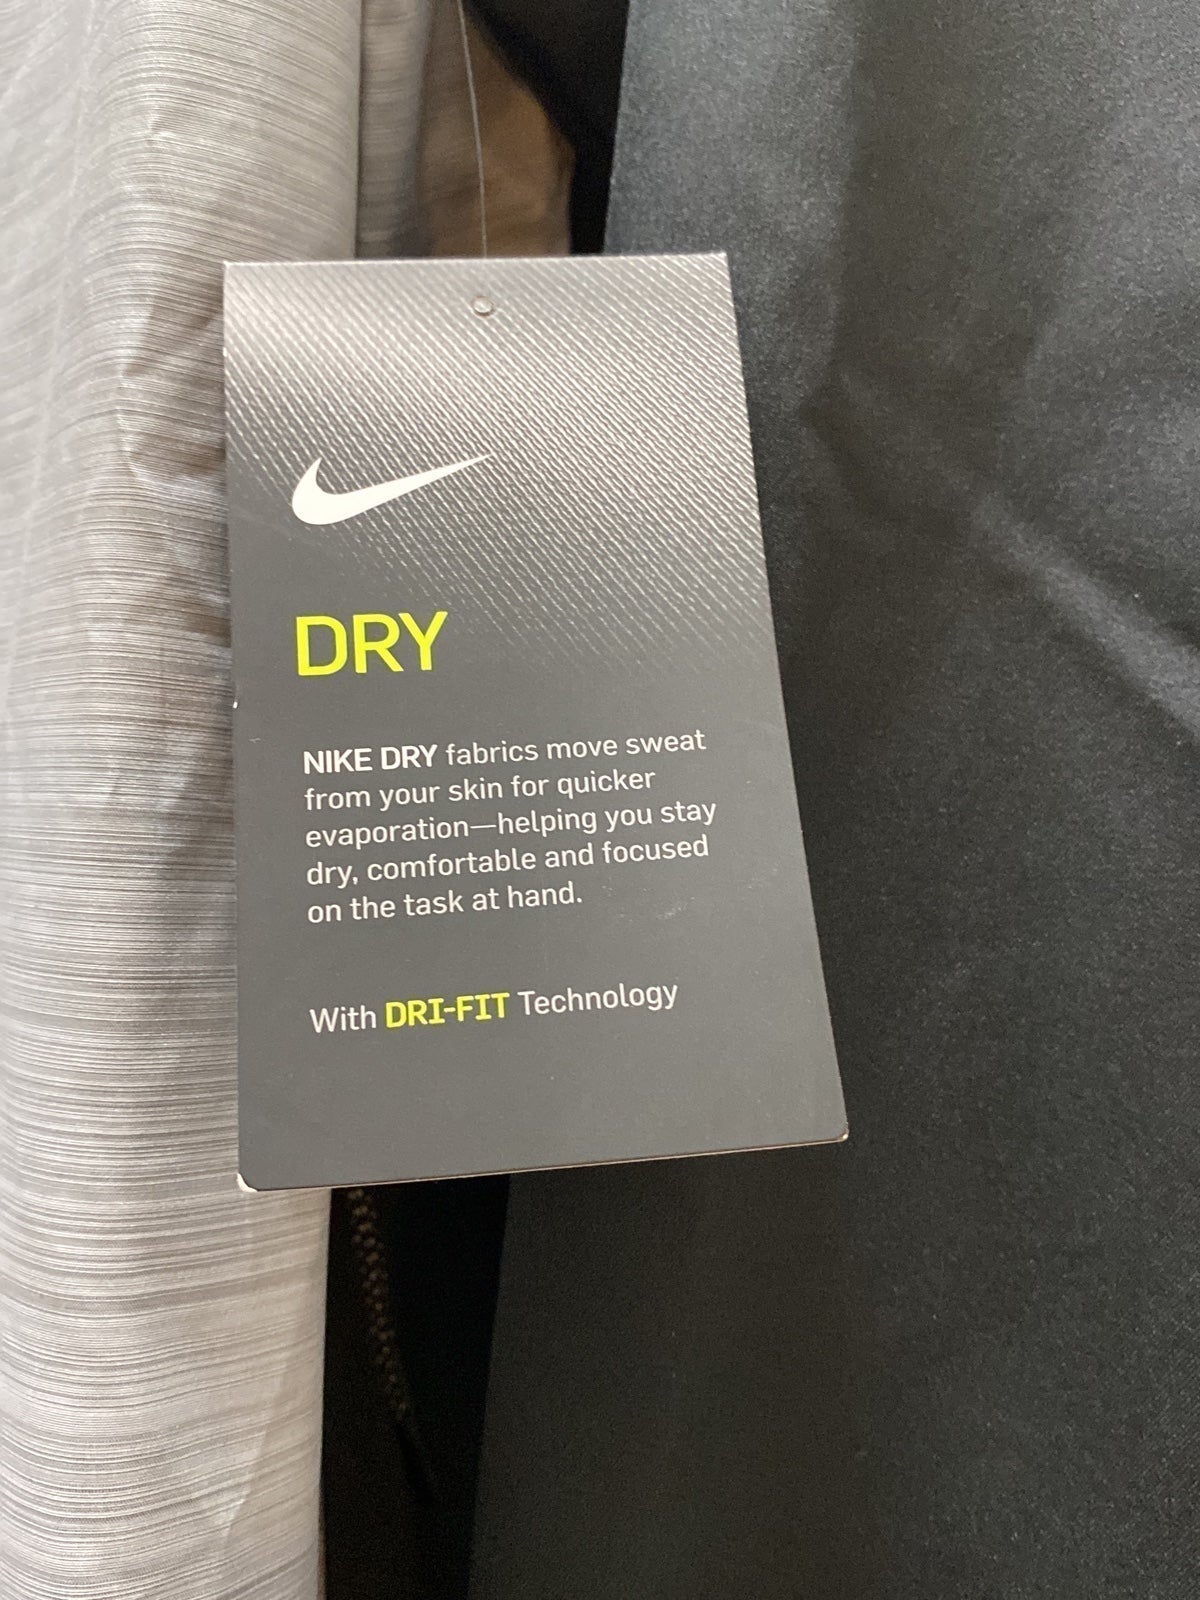 DRY
NIKE DRY fabrics move sweat
from your skin for quicker
evaporation—helping you stay
dry, comfortable and focused
on the task at hand.
With DRI-FIT Technology